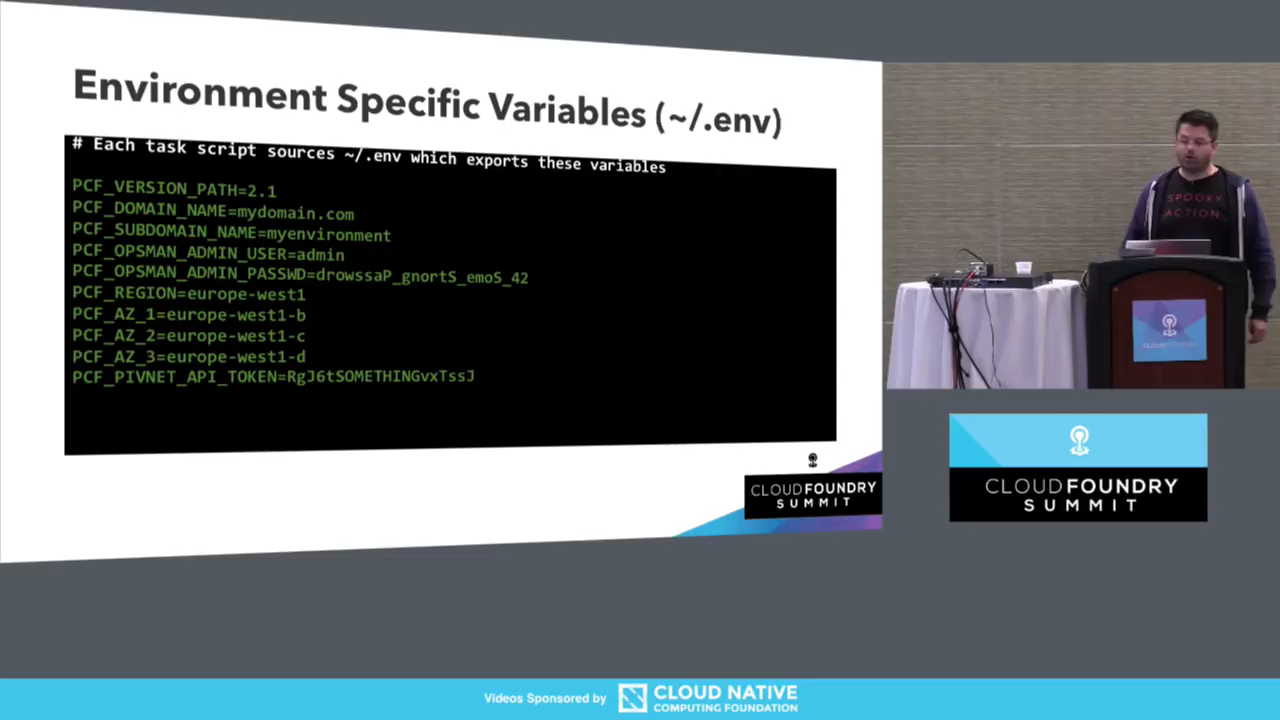 Environment Specific Variables (~/.env)
# Each task script sources ~/.env which exports these variables
PCF_VERSION_PATH=2.1
PCF_DOMAIN_NAME=mydomain.com
PCF_SUBDOMAIN_NAME=myenvironment
PCF_OPSMAN_ADMIN_USER=admin
PCF_OPSMAN_ADMIN_PASSWD=drowssaP_gnortS_emoS_42
PCF_REGION=europe-west1
PCF_AZ_1=europe-west1-b
PCF_AZ_2=europe-west1-c
PCF_AZ_3=europe-west1-d
PCF_PIVNET_API_TOKEN=RgJ6tSOMETHINGvxTssJ
CLOUDFOUNDRY
SUMMIT
SPOOKY
ACTION
CLOUDFOUNDRY
SUMMIT
Videos Sponsored by
CLOUD NATIVE
COMPUTING FOUNDATION